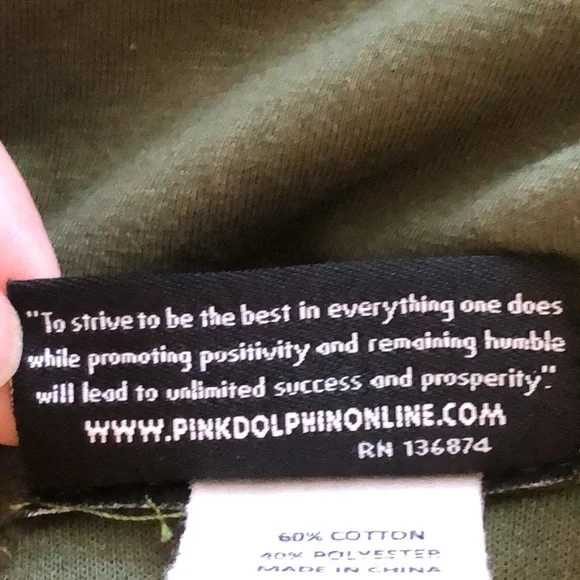 "To strive to be the best in everything one does
while promoting positivity and remaining humble
will lead to unlimited success and prosperity."
WWW.PINKDOLPHINONLINE.COM
RN 136874
60% COTTON
40% POLYESTER
MADE IN CHINA